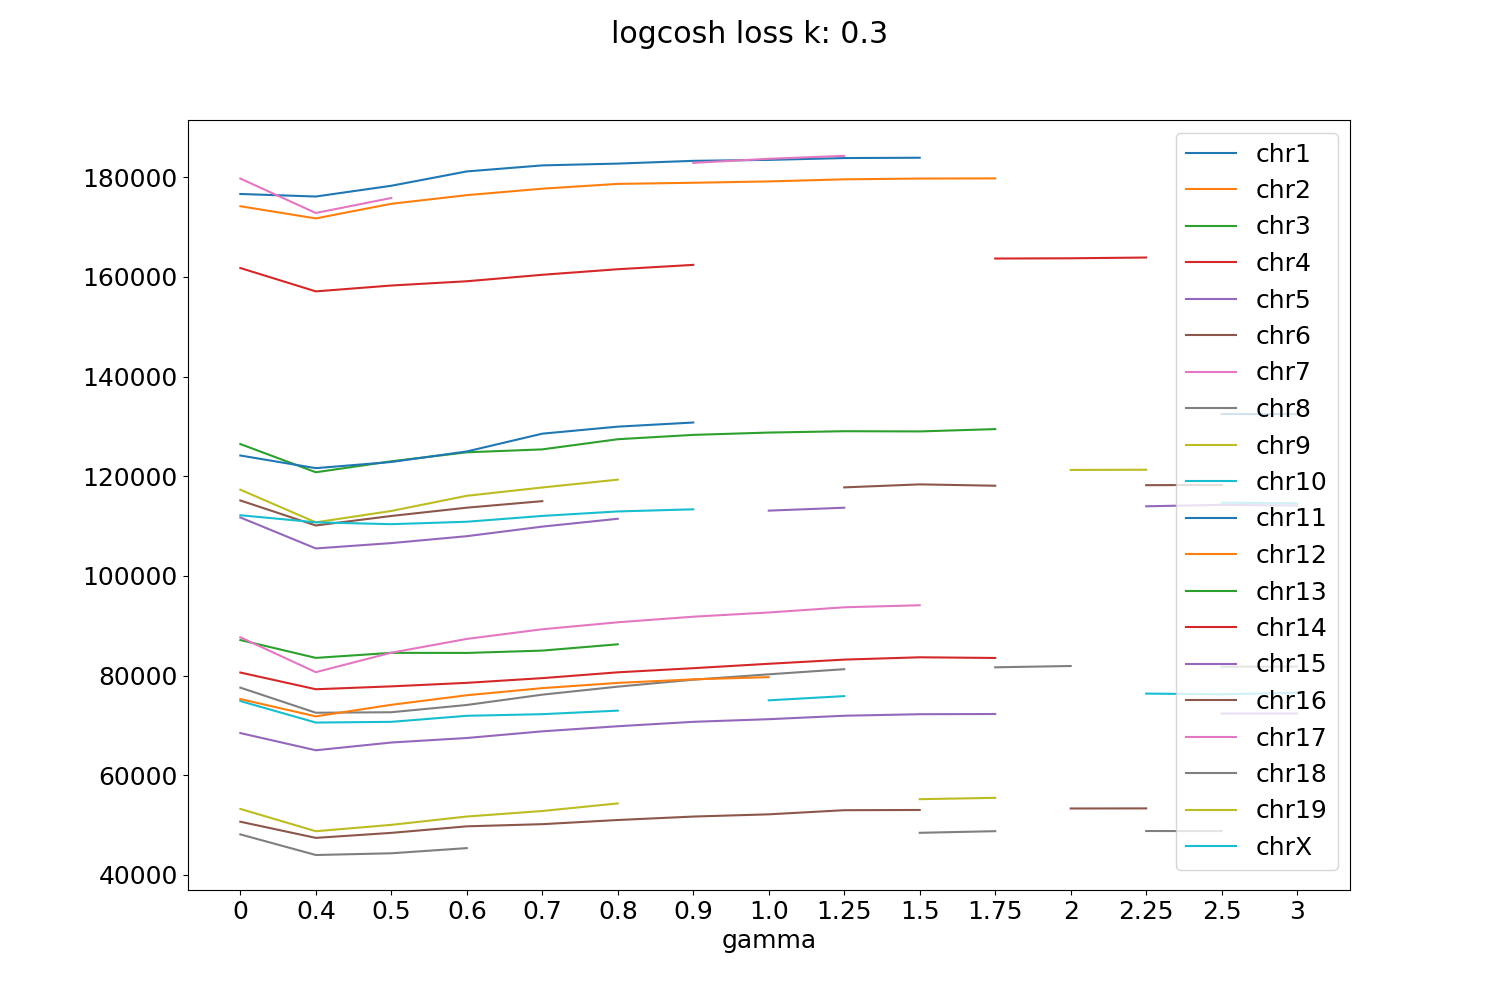 logcosh loss k: 0.3
180000
160000
140000
120000
100000
80000
60000
40000
chr1
chr2
chr3
chr4
chr5
chr6
chr7
chr8
chr9
chr10
chr11
chr12
chr13
chr14
chr15
chr16
chr17
chr18
chr19
chrX
0 0.4 0.5 0.6 0.7 0.8 0.9 1.0 1.25 1.5 1.75 2 2.25 2.5 3
gamma